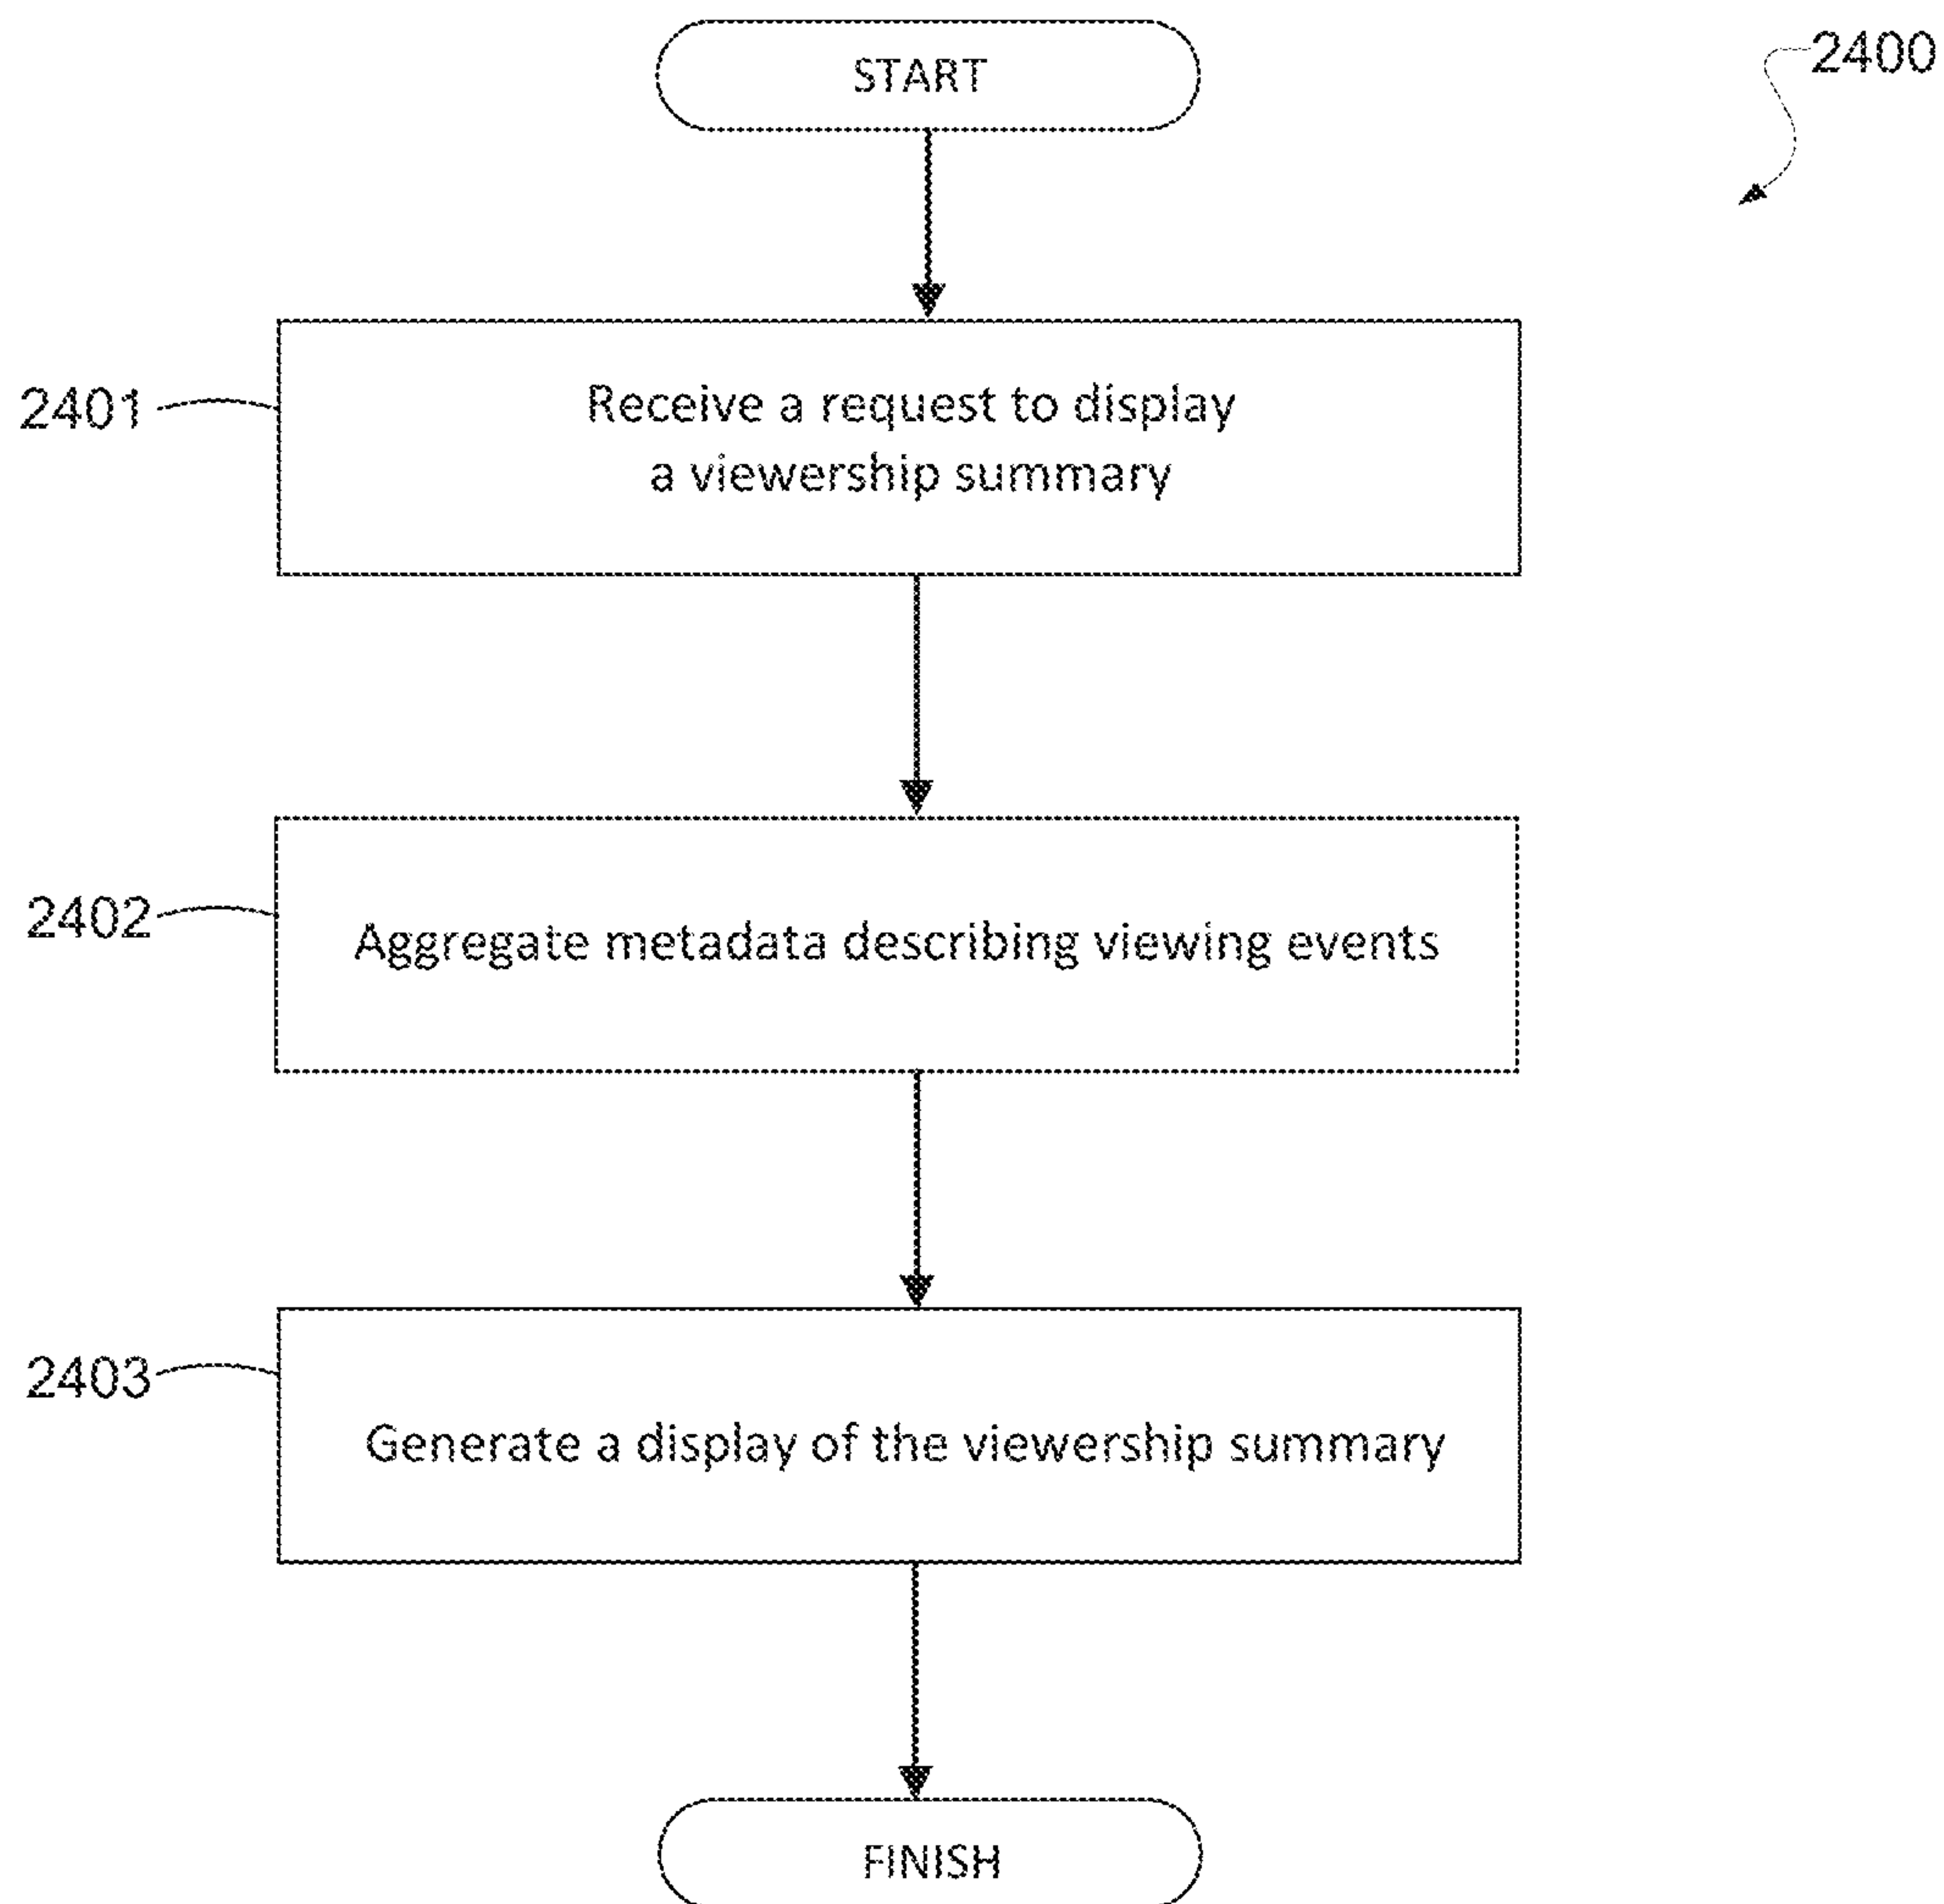 START
2400
2401
Receive a request to display
a viewership summary
2402
Aggregate metadata describing viewing events
2403
Generate a display of the viewership summary
FINISH